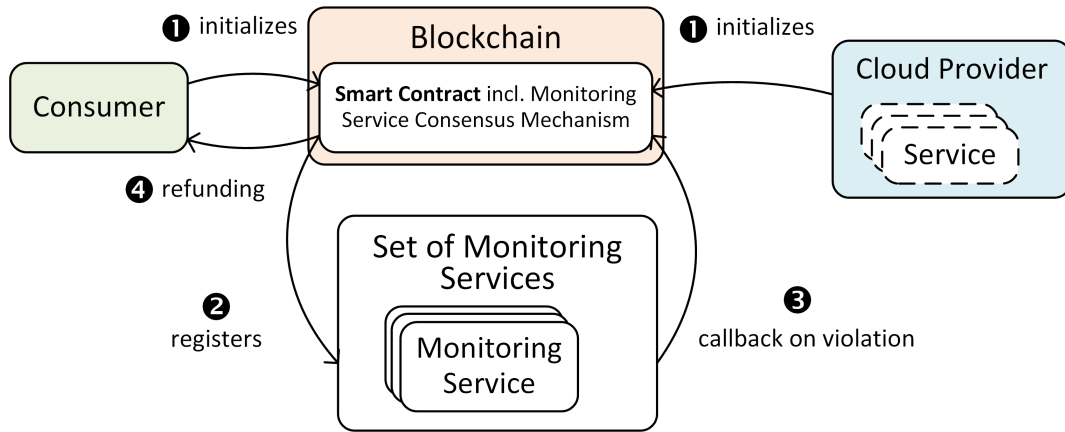 ❶ initializes
Blockchain
❶ initializes
Consumer
Smart Contract incl. Monitoring
Service Consensus Mechanism
Cloud Provider
Service
❹ refunding
Set of Monitoring
Services
Monitoring
Service
❷
registers
❸
callback on violation